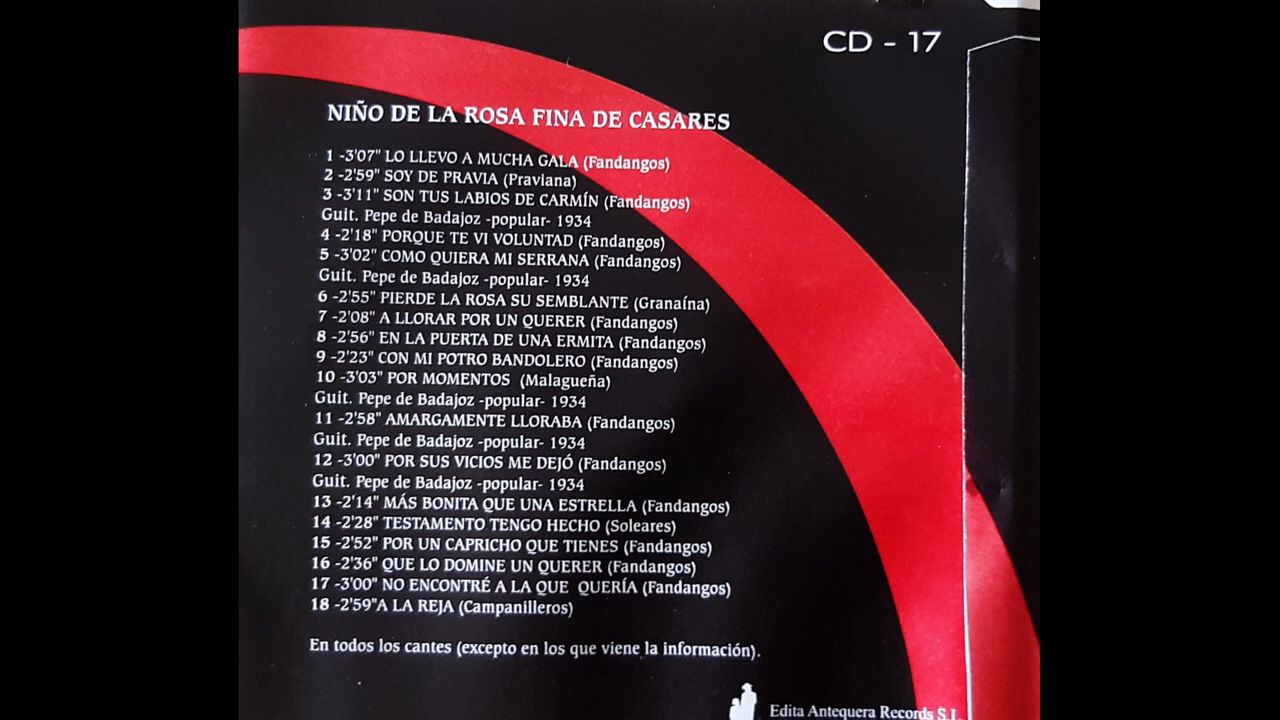 CD - 17
NIÑO DE LA ROSA FINA DE CASARES
1 -3'07" LO LLEVO A MUCHA GALA (Fandangos)
2 -2'59" SOY DE PRAVIA (Praviana)
3 -3'11" SON TUS LABIOS DE CARMÍN (Fandangos)
Guit. Pepe de Badajoz -popular- 1934
4 -2'18" PORQUE TE VI VOLUNTAD (Fandangos)
5 -3'02" COMO QUIERA MI SERRANA (Fandangos)
Guit. Pepe de Badajoz -popular- 1934
6 -2'55" PIERDE LA ROSA SU SEMBLANTE (Granaína)
7 -2'08" A LLORAR POR UN QUERER (Fandangos)
8 -2'56" EN LA PUERTA DE UNA ERMITA (Fandangos)
9 -2'23" CON MI POTRO BANDOLERO (Fandangos)
10 -3'03" POR MOMENTOS (Malagueña)
Guit. Pepe de Badajoz -popular- 1934
11 -2'58" AMARGAMENTE LLORABA (Fandangos)
Guit. Pepe de Badajoz -popular- 1934
12 -3'00" POR SUS VICIOS ME DEJÓ (Fandangos)
Guit. Pepe de Badajoz -popular- 1934
13 -2'14" MÁS BONITA QUE UNA ESTRELLA (Fandangos)
14 -2'28" TESTAMENTO TENGO HECHO (Soleares)
15 -2'52" POR UN CAPRICHO QUE TIENES (Fandangos)
16 -2'36" QUE LO DOMINE UN QUERER (Fandangos)
17 -3'00" NO ENCONTRÉ A LA QUE QUERÍA (Fandangos)
18 -2'59"A LA REJA (Campanilleros)
En todos los cantes (excepto en los que viene la información).
Edita Antequera Records S.L.